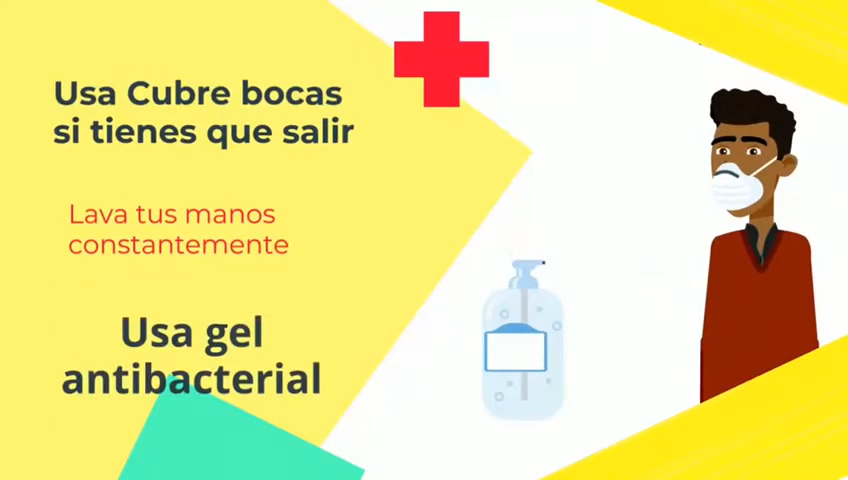 Usa Cubre bocas
si tienes que salir
Lava tus manos
constantemente
Usa gel
antibacterial